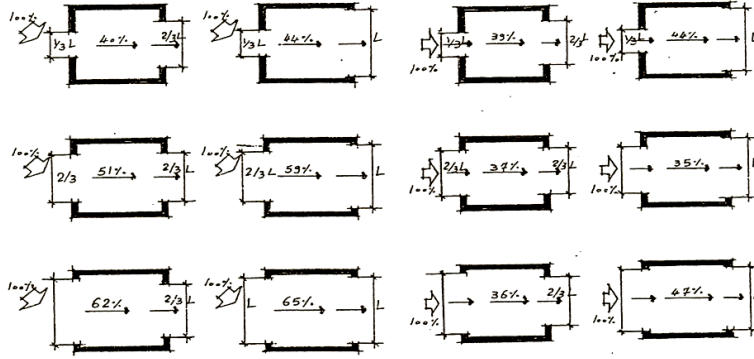 100% 1/3 L 40% 2/3 L
100% 1/3 L 44% L
1/3 L 39% 2/3 L 100%
1/3 L 44% L 100%
100% 2/3 51% 2/3 L
100% 2/3 L 59% L
2/3 L 37% 2/3 L 100%
35% L 100%
100% 62% 2/3 L
100% L 65% L
36% 2/3 L 100%
47% 100%